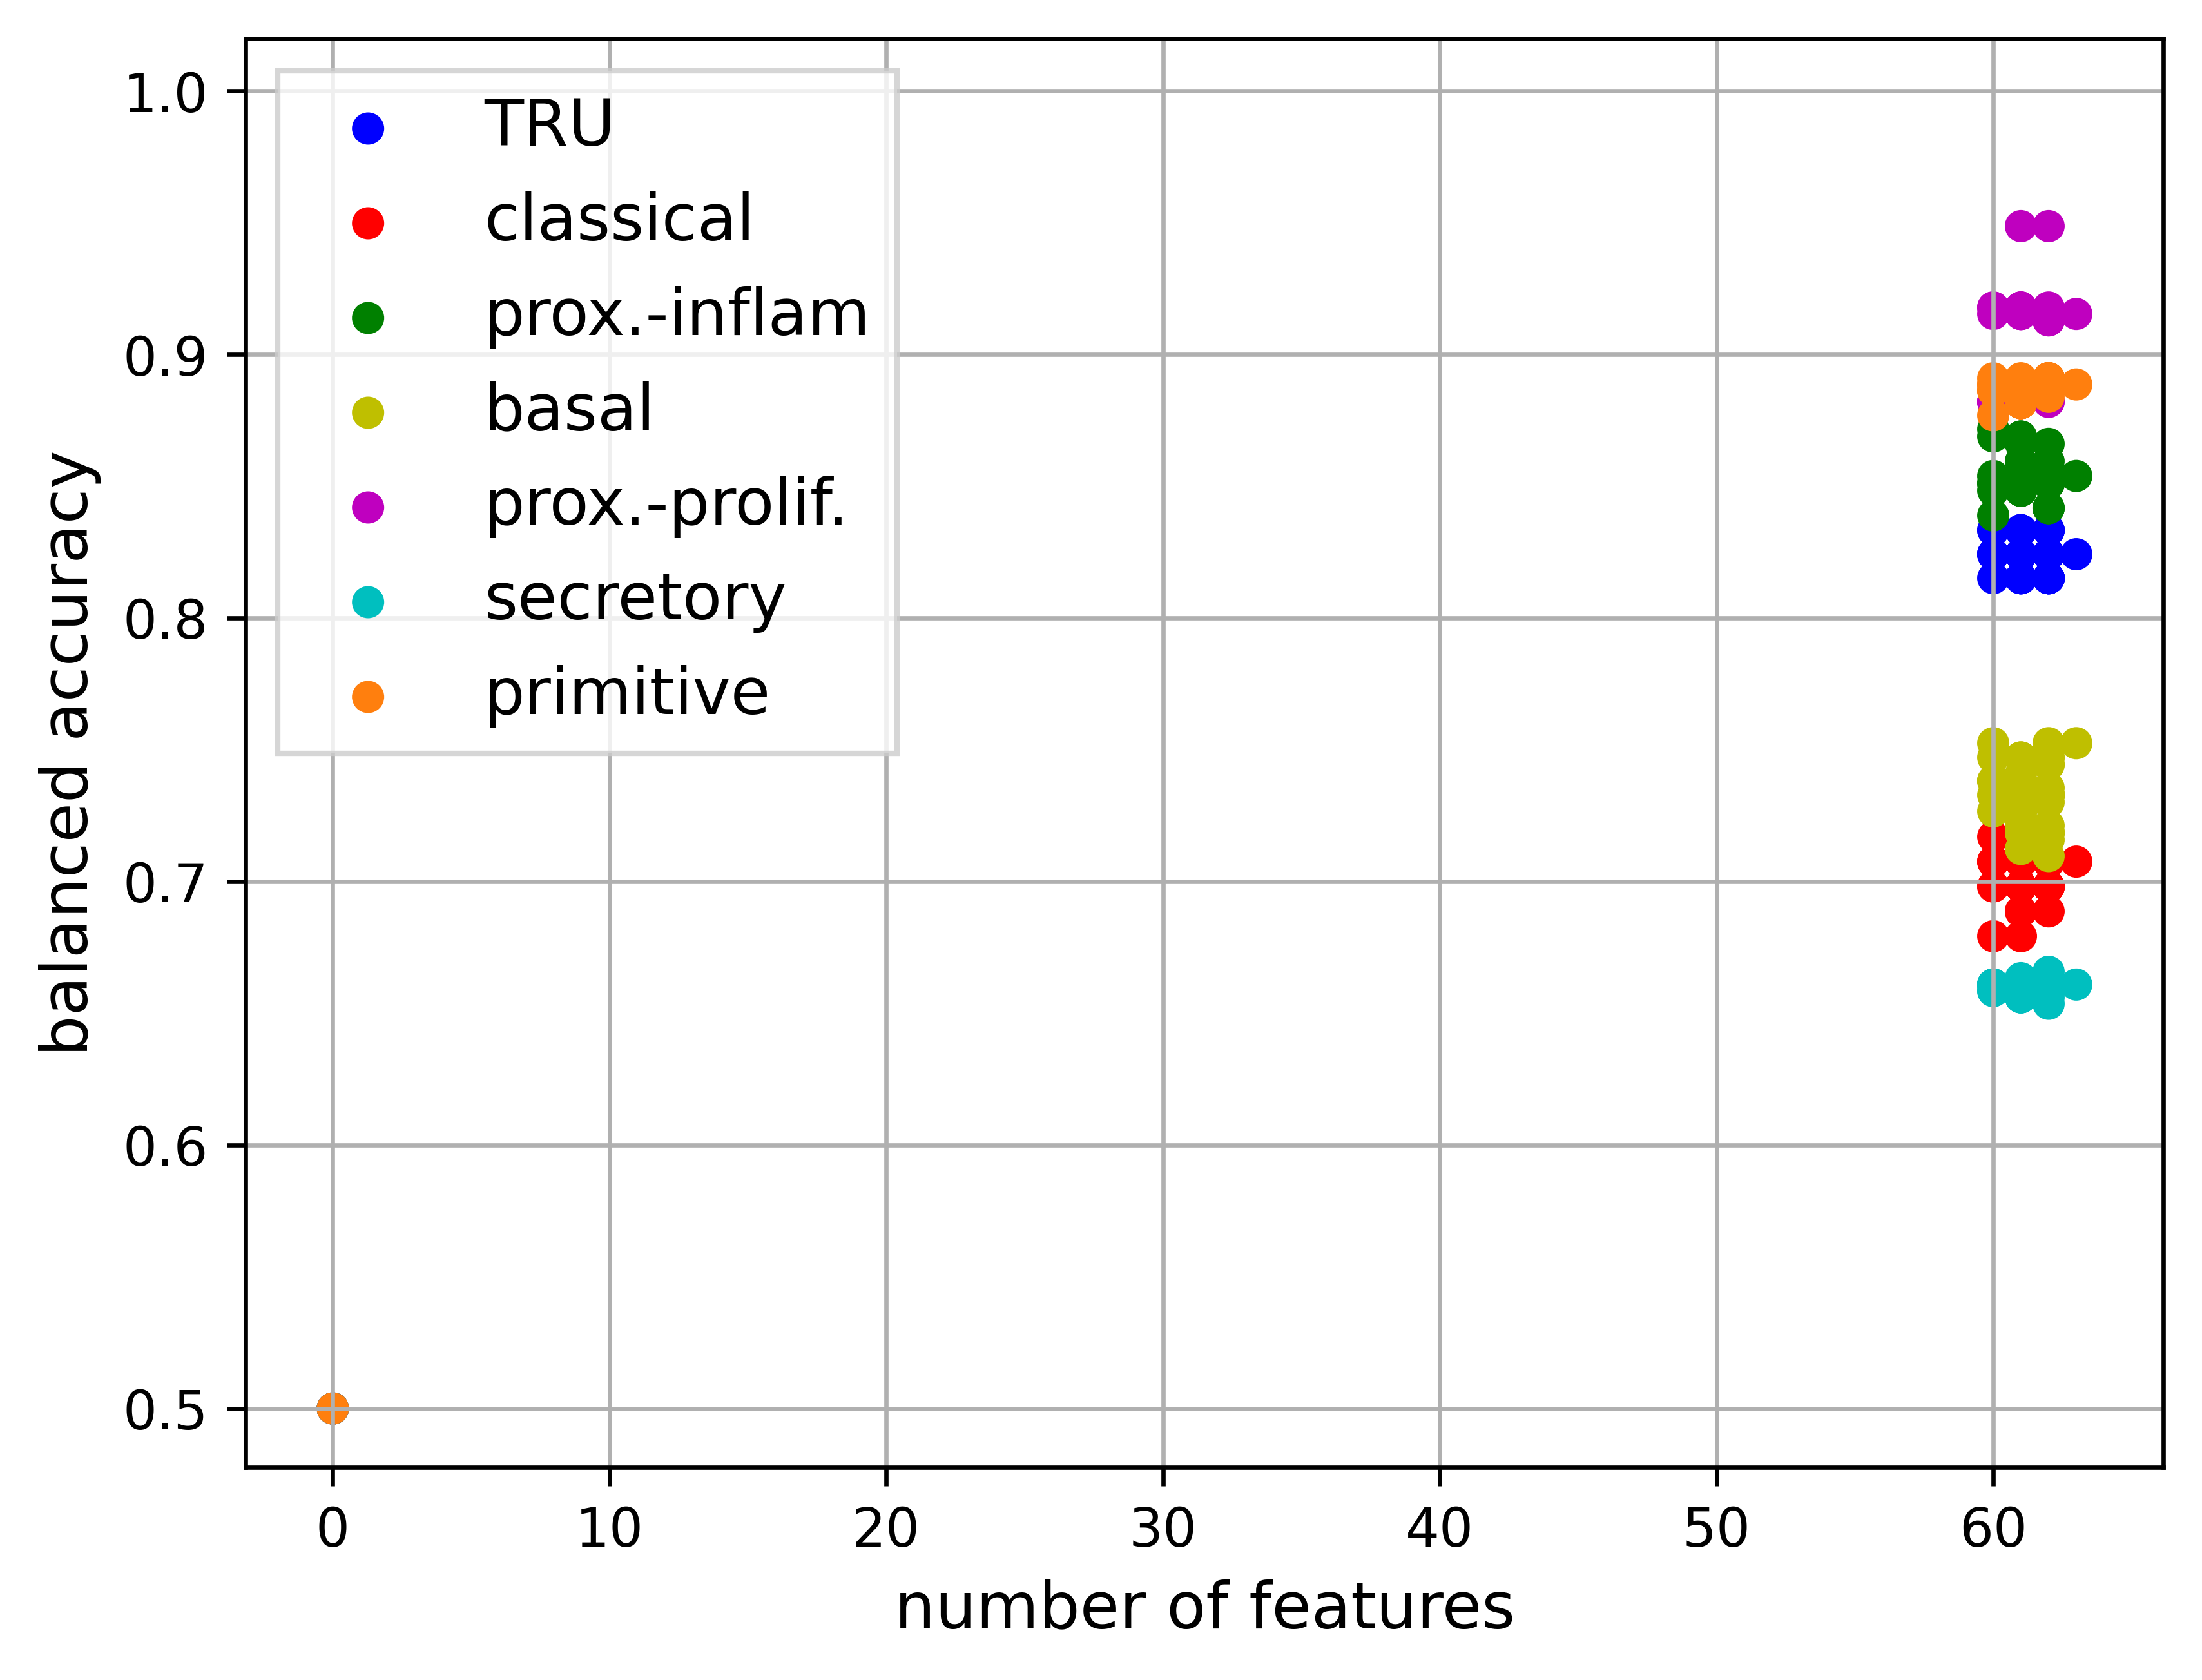 balanced accuracy
1.0
0.9
0.8
0.7
0.6
0.5
TRU
classical
prox.-inflam
basal
prox.-prolif.
secretory
primitive
0 10 20 30 40 50 60
number of features